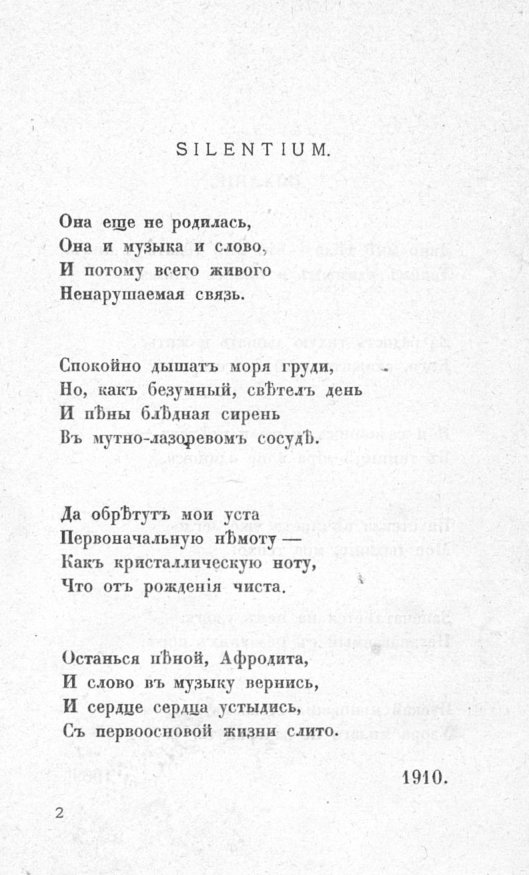 SILENTIUM.
Она еще не родилась,
Она и музыка и слово,
И потому всего живого
Ненарушаемая связь.
Спокойно дышатъ моря груди,
Но, какъ безумный, свѣтелъ день
И пѣны блѣдная сирень
Въ мутно-лазоревомъ сосудѣ.
Да обрѣтутъ мои уста
Первоначальную нѣмоту —
Какъ кристаллическую ноту,
Что отъ рожденія чиста.
Останься пѣной, Афродита,
И слово въ музыку вернись,
И сердце сердца устыдись,
Съ первоосновой жизни слито.
1910.
2